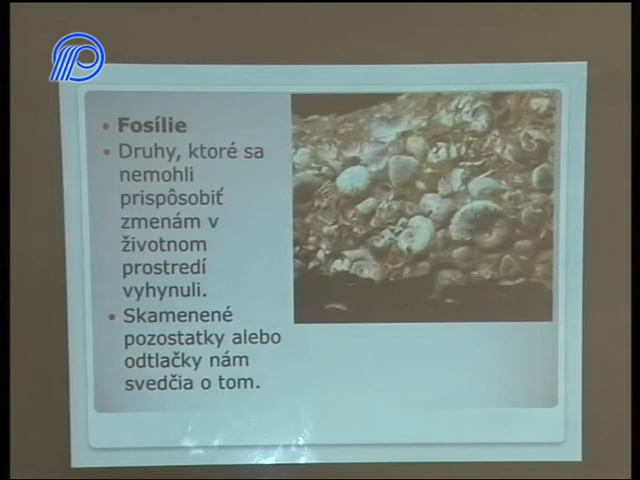 Fosílie
Druhy, ktoré sa
nemohli
prispôsobiť
zmenám v
životnom
prostredí
vyhynuli.
Skamenené
pozostatky alebo
odtlačky nám
svedčia o tom.